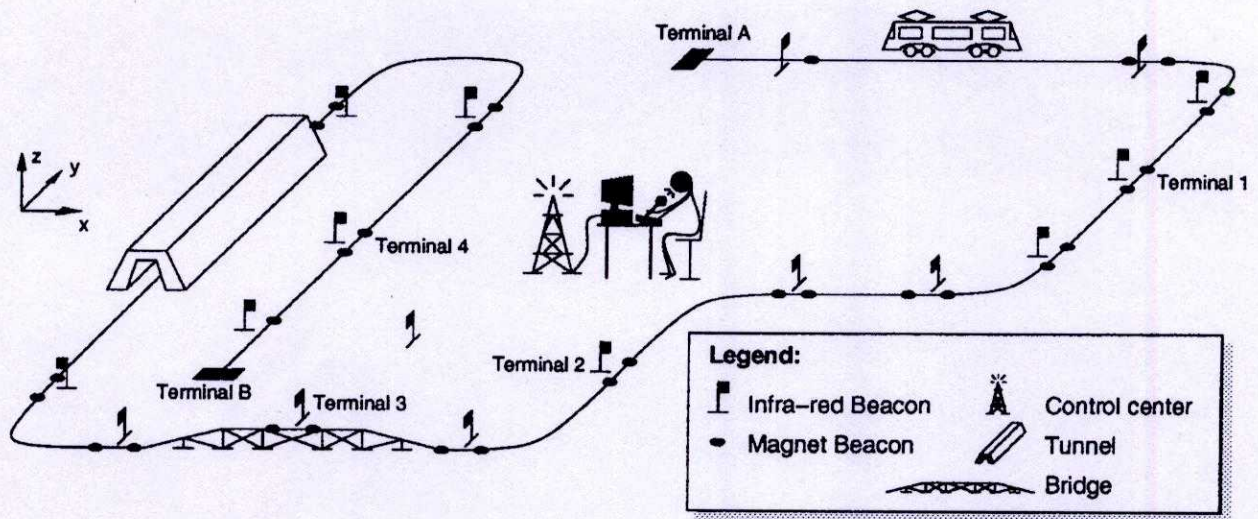 Terminal A
z
y
x
Terminal 1
Terminal 4
Terminal 2
Terminal B
Terminal 3
Legend:
Infra-red Beacon
Control center
Magnet Beacon
Tunnel
Bridge